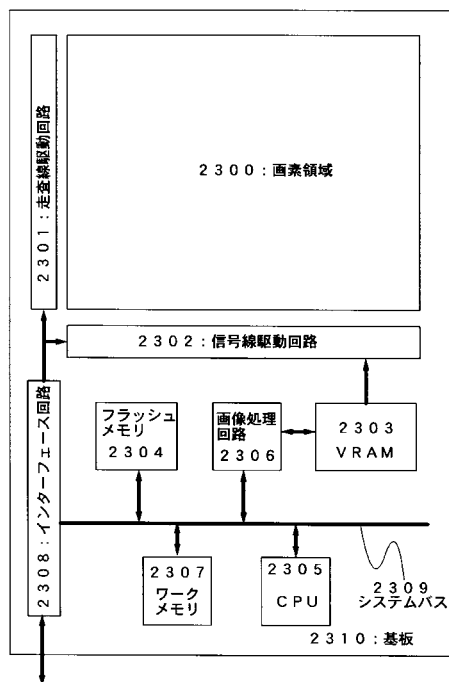 2301：走査線駆動回路
2300：画素領域
2302：信号線駆動回路
2308：インターフェース回路
フラッシュ
メモリ
2304
画像処理
回路
2306
2303
VRAM
2307
ワーク
メモリ
2305
CPU
2309
システムバス
2310：基板